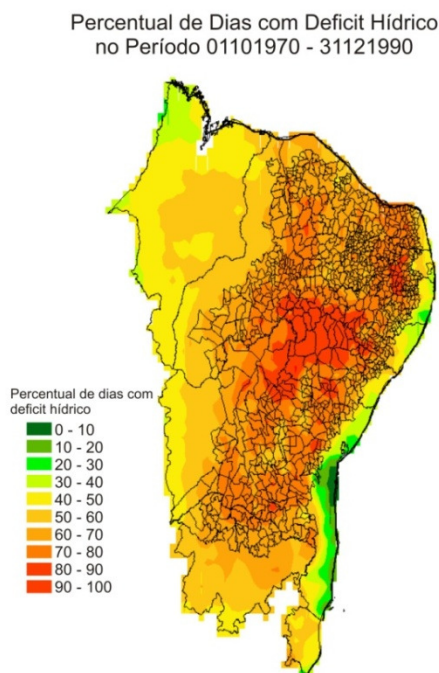 Percentual de Dias com Deficit Hídrico
no Período 01101970 - 31121990
Percentual de dias com
deficit hídrico
0 - 10
10 - 20
20 - 30
30 - 40
40 - 50
50 - 60
60 - 70
70 - 80
80 - 90
90 - 100